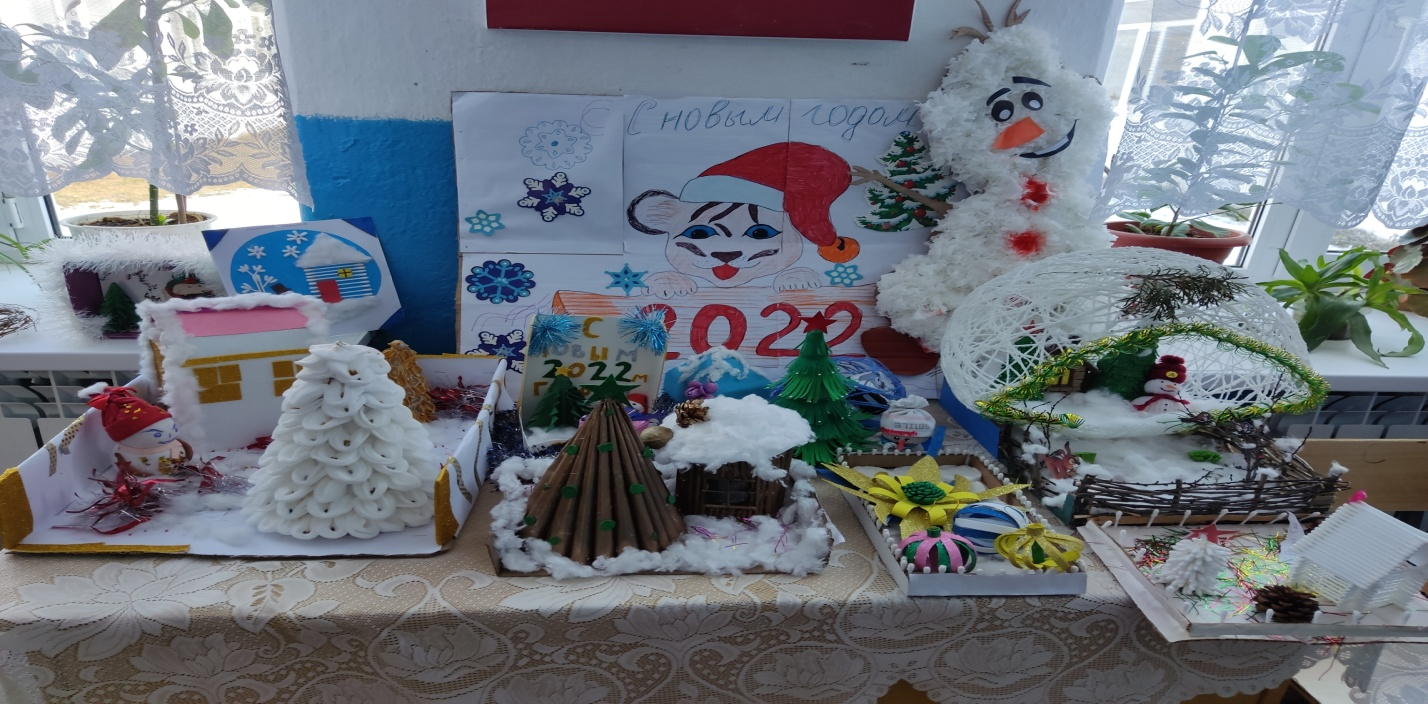 С новым годом
2022
С
новым
2022
годом